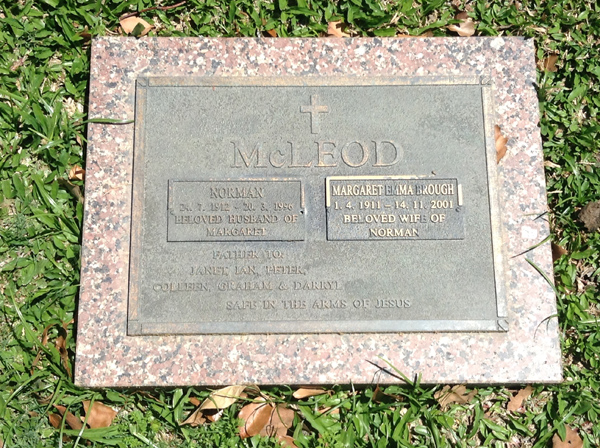 McLEOD
NORMAN
24. 7. 1912 - 20. 3. 1996
BELOVED HUSBAND OF
MARGARET
MARGARET EMMA BROUGH
1. 4. 1911 - 14. 11. 2001
BELOVED WIFE OF
NORMAN
FATHER TO:
JANET, IAN, PETER,
COLLEEN, GRAHAM & DARRYL
SAFE IN THE ARMS OF JESUS